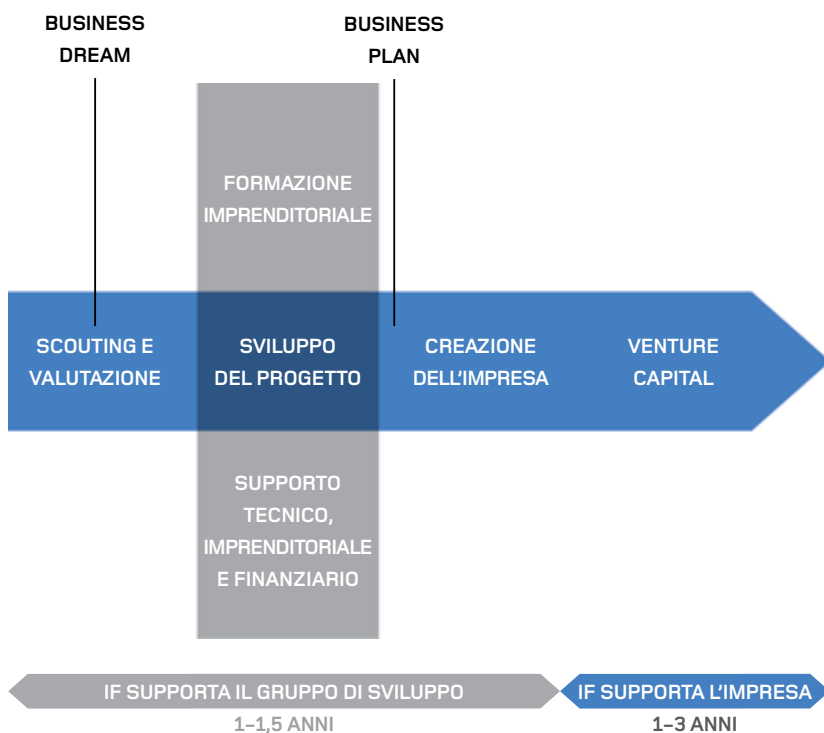 BUSINESS
DREAM
BUSINESS
PLAN
FORMAZIONE
IMPRENDITORIALE
SCOUTING E
VALUTAZIONE
SVILUPPO
DEL PROGETTO
CREAZIONE
DELL'IMPRESA
VENTURE
CAPITAL
SUPPORTO
TECNICO,
IMPRENDITORIALE
E FINANZIARIO
IF SUPPORTA IL GRUPPO DI SVILUPPO
1–1,5 ANNI
IF SUPPORTA L'IMPRESA
1–3 ANNI